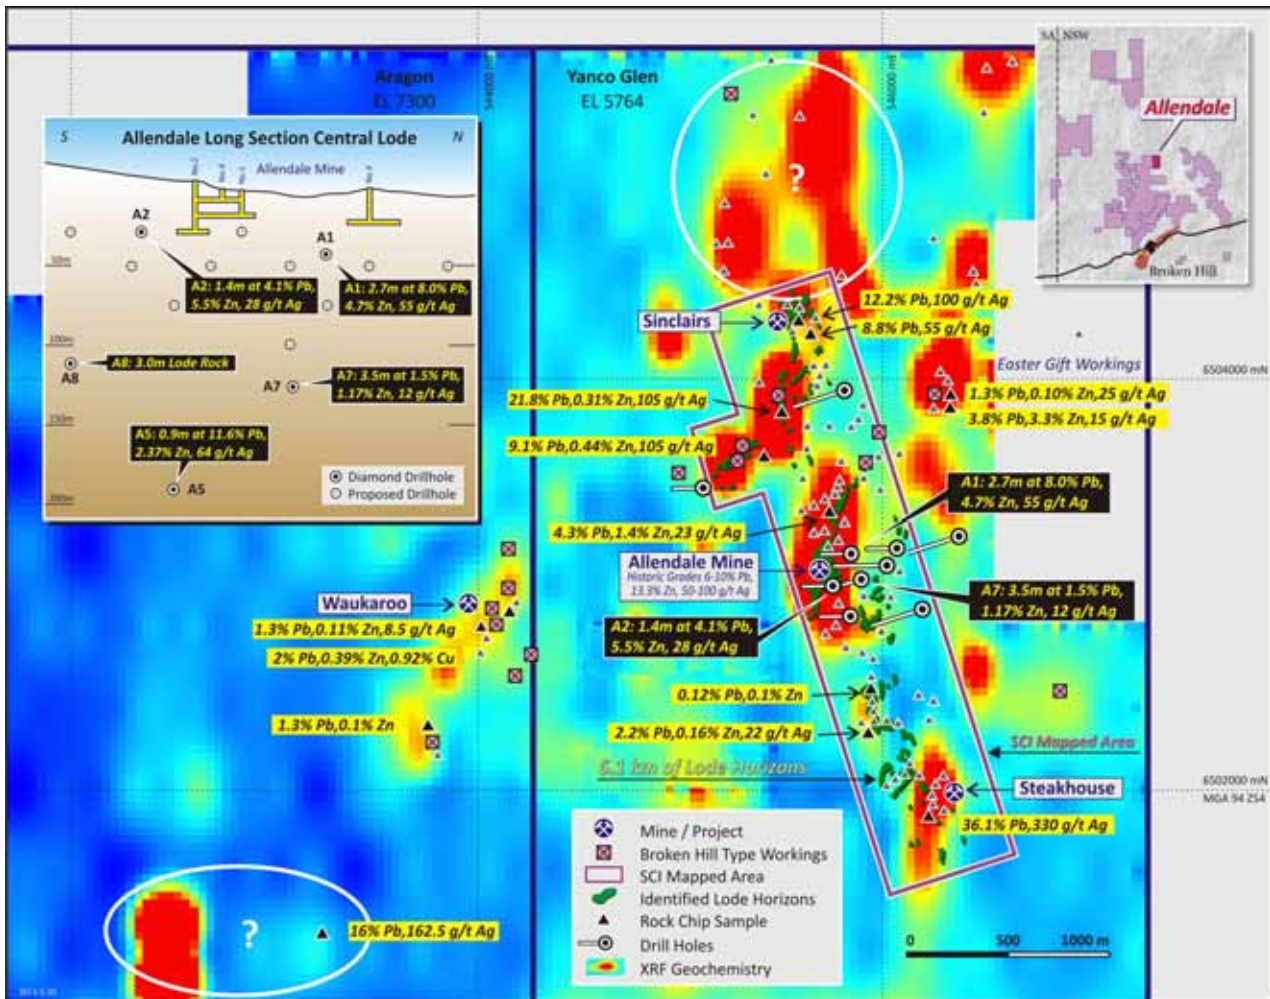 Aragon
EL 7300
544000 mE
Yanco Glen
EL 5764
546000 mE
SA NSW
Allendale
Broken Hill
S
Allendale Long Section Central Lode
N
Allendale Mine
A2
A1
50m
A2: 1.4m at 4.1% Pb,
5.5% Zn, 28 g/t Ag
A1: 2.7m at 8.0% Pb,
4.7% Zn, 55 g/t Ag
100m
A8
A8: 3.0m Lode Rock
A7
A7: 3.5m at 1.5% Pb,
1.17% Zn, 12 g/t Ag
150m
A5: 0.9m at 11.6% Pb,
2.37% Zn, 64 g/t Ag
A5
200m
Diamond Drillhole
Proposed Drillhole
?
Sinclairs
12.2% Pb,100 g/t Ag
8.8% Pb,55 g/t Ag
Easter Gift Workings
6504000 mN
1.3% Pb,0.10% Zn,25 g/t Ag
3.8% Pb,3.3% Zn,15 g/t Ag
21.8% Pb,0.31% Zn,105 g/t Ag
9.1% Pb,0.44% Zn,105 g/t Ag
A1: 2.7m at 8.0% Pb,
4.7% Zn, 55 g/t Ag
4.3% Pb,1.4% Zn,23 g/t Ag
Allendale Mine
Historic Grades 6-10% Pb,
13.3% Zn, 50-100 g/t Ag
A7: 3.5m at 1.5% Pb,
1.17% Zn, 12 g/t Ag
A2: 1.4m at 4.1% Pb,
5.5% Zn, 28 g/t Ag
Waukaroo
1.3% Pb,0.11% Zn,8.5 g/t Ag
2% Pb,0.39% Zn,0.92% Cu
1.3% Pb,0.1% Zn
0.12% Pb,0.1% Zn
2.2% Pb,0.16% Zn,22 g/t Ag
SCI Mapped Area
6.1 km of Lode Horizons
6502000 mN
MGA 94 Z54
Steakhouse
36.1% Pb,330 g/t Ag
?
16% Pb,162.5 g/t Ag
Mine / Project
Broken Hill Type Workings
SCI Mapped Area
Identified Lode Horizons
Rock Chip Sample
Drill Holes
XRF Geochemistry
0 500 1000 m